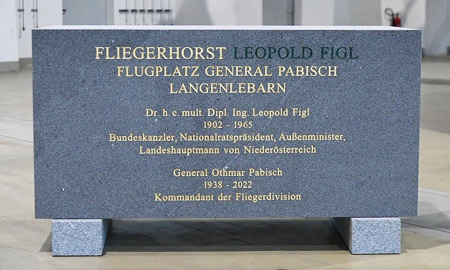 FLIEGERHORST LEOPOLD FIGL
FLUGPLATZ GENERAL PABISCH
LANGENLEBARN
Dr. h. c. mult. Dipl. Ing. Leopold Figl
1902 - 1965
Bundeskanzler, Nationalratspräsident, Außenminister,
Landeshauptmann von Niederösterreich
General Othmar Pabisch
1938 - 2022
Kommandant der Fliegerdivision